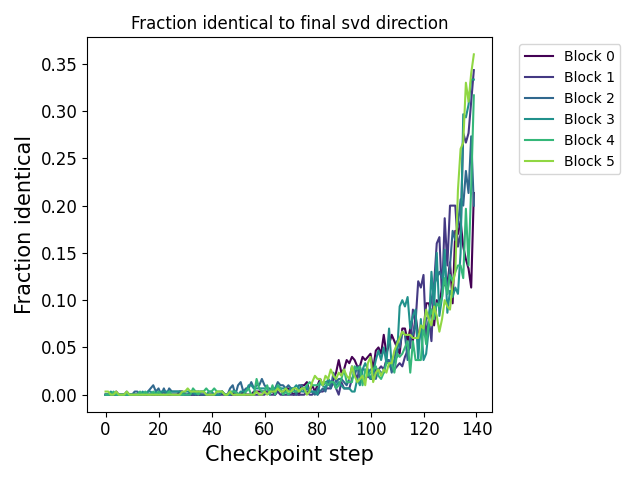 Fraction identical to final svd direction
Fraction identical
0.35
0.30
0.25
0.20
0.15
0.10
0.05
0.00
0 20 40 60 80 100 120 140
Checkpoint step
Block 0
Block 1
Block 2
Block 3
Block 4
Block 5